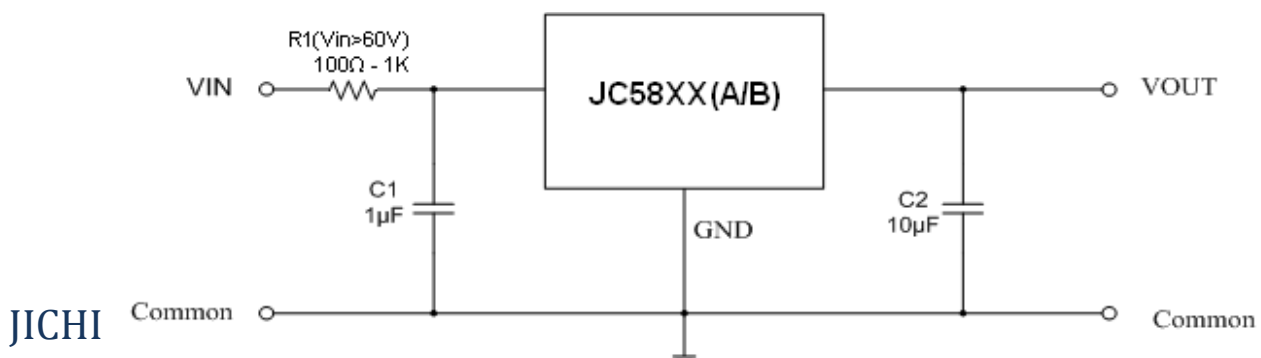 R1(Vin>60V)
100Ω - 1K
VIN
JC58XX(A/B)
VOUT
C1
1µF
C2
10µF
GND
JICHI
Common
Common